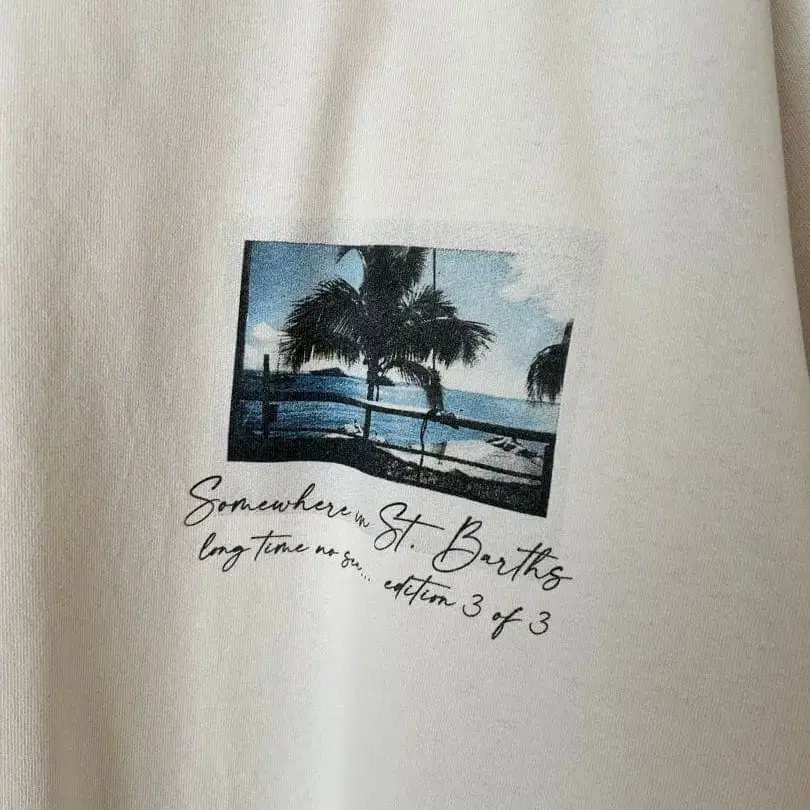 Somewhere in St. Barths
long time no su... edition 3 of 3